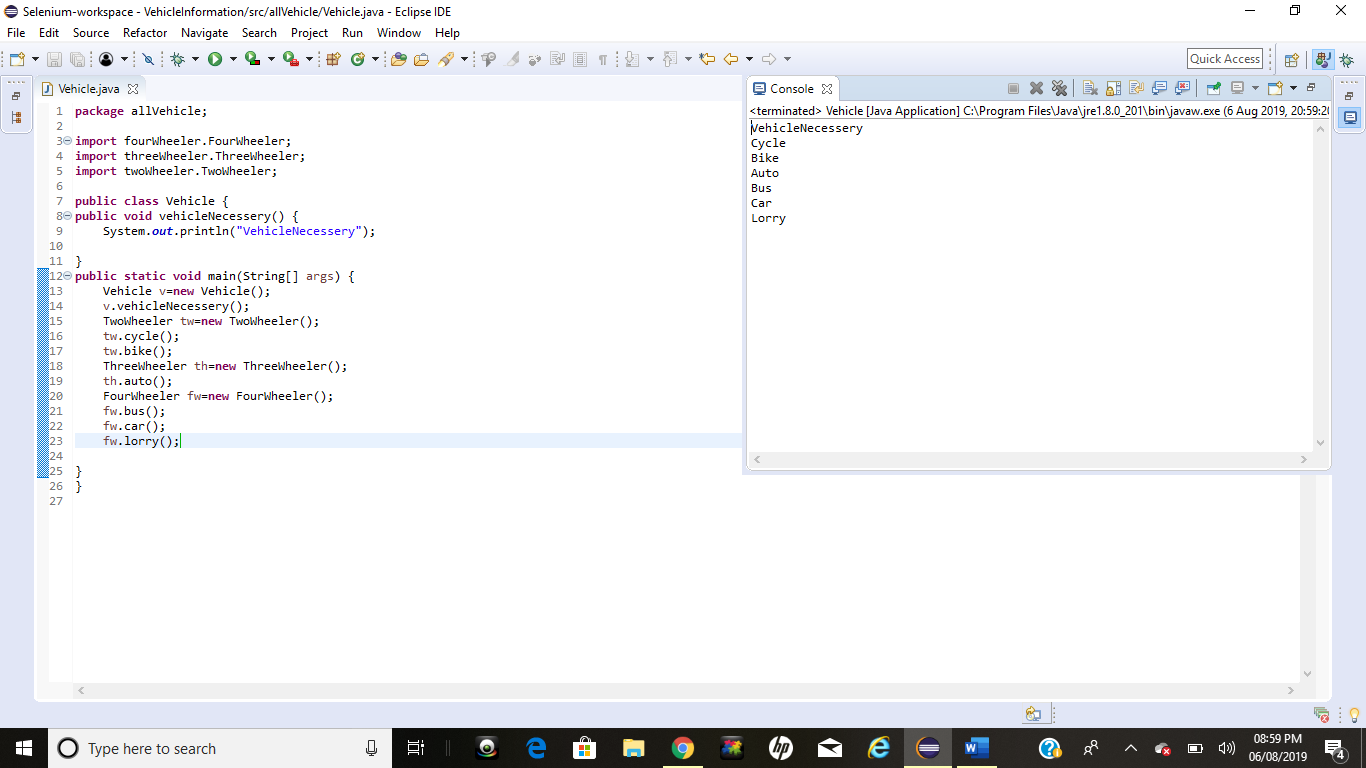 Selenium-workspace - VehicleInformation/src/allVehicle/Vehicle.java - Eclipse IDE
File Edit Source Refactor Navigate Search Project Run Window Help
Quick Access
Vehicle.java
1 package allVehicle;
2
3 import fourWheeler.FourWheeler;
4 import threeWheeler.ThreeWheeler;
5 import twoWheeler.TwoWheeler;
6
7 public class Vehicle {
8 public void vehicleNecessery() {
9 System.out.println("VehicleNecessery");
10
11 }
12 public static void main(String[] args) {
13 Vehicle v=new Vehicle();
14 v.vehicleNecessery();
15 TwoWheeler tw=new TwoWheeler();
16 tw.cycle();
17 tw.bike();
18 ThreeWheeler th=new ThreeWheeler();
19 th.auto();
20 FourWheeler fw=new FourWheeler();
21 fw.bus();
22 fw.car();
23 fw.lorry();
24
25 }
26 }
27
Console
<terminated> Vehicle [Java Application] C:\Program Files\Java\jre1.8.0_201\bin\javaw.exe (6 Aug 2019, 20:59:20
VehicleNecessery
Cycle
Bike
Auto
Bus
Car
Lorry
Type here to search
08:59 PM
06/08/2019
4